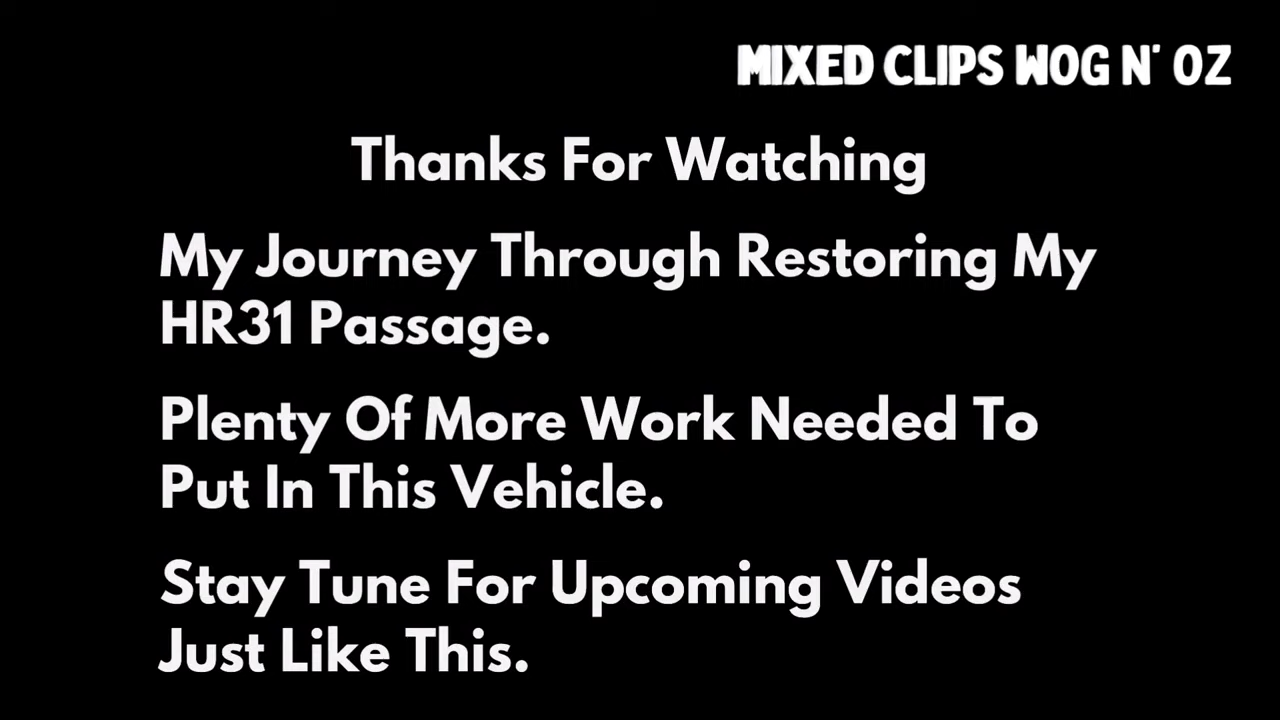 MIXED CLIPS WOG N' OZ
Thanks For Watching
My Journey Through Restoring My
HR31 Passage.
Plenty Of More Work Needed To
Put In This Vehicle.
Stay Tune For Upcoming Videos
Just Like This.